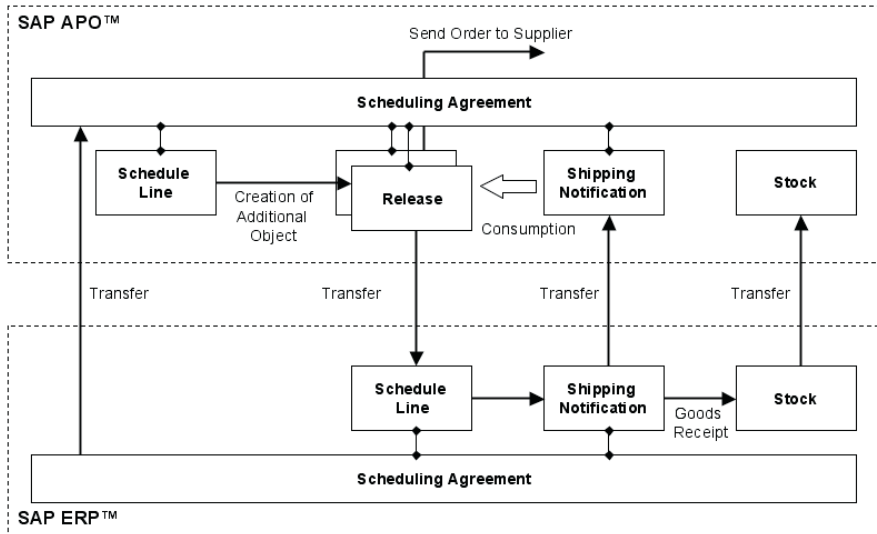 SAP APO™
Send Order to Supplier
Scheduling Agreement
Schedule
Line
Creation of
Additional
Object
Release
Consumption
Shipping
Notification
Stock
Transfer
Transfer
Transfer
Transfer
Schedule
Line
Shipping
Notification
Goods
Receipt
Stock
Scheduling Agreement
SAP ERP™